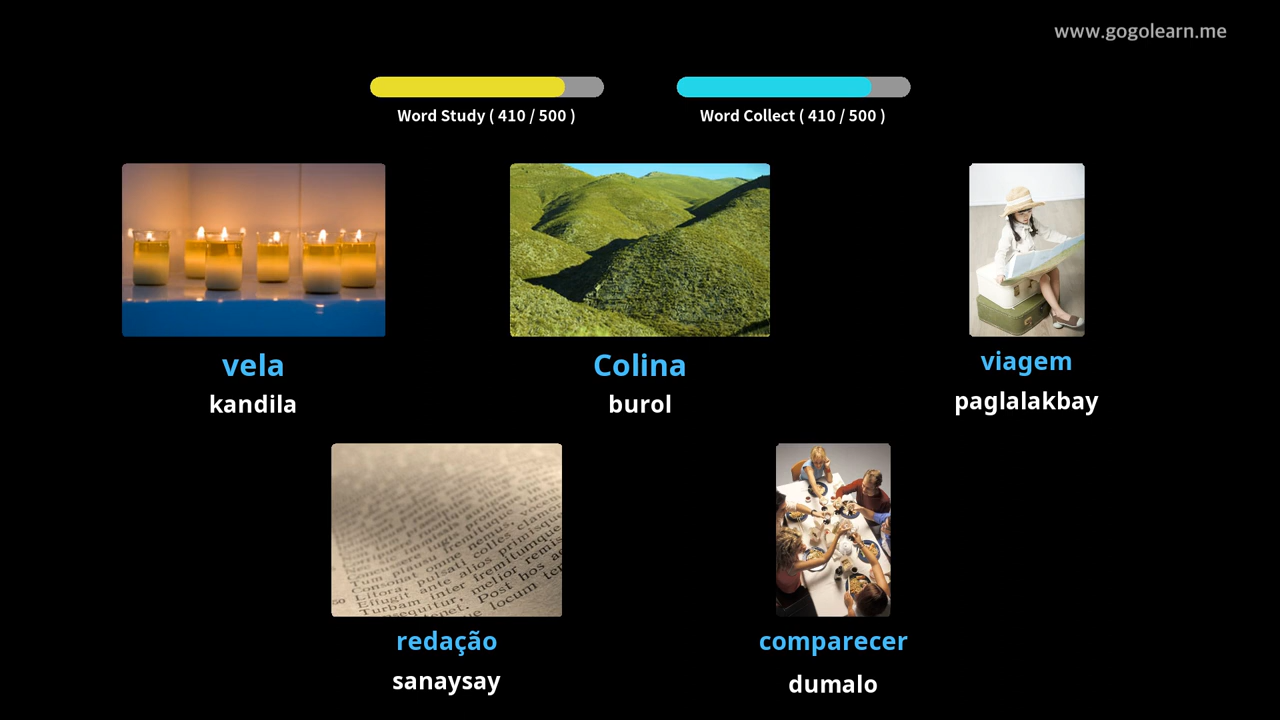 www.gogolearn.me
Word Study ( 410 / 500 )
Word Collect ( 410 / 500 )
vela
kandila
Colina
burol
viagem
paglalakbay
redação
sanaysay
comparecer
dumalo